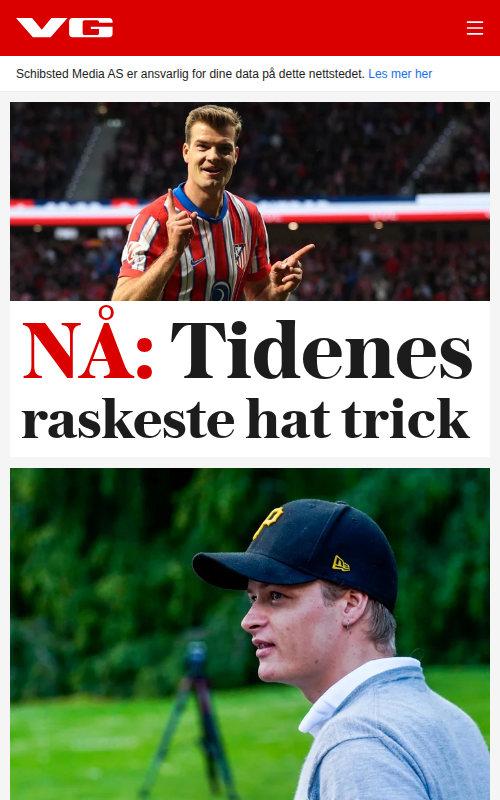 VG
Schibsted Media AS er ansvarlig for dine data på dette nettstedet. Les mer her
NÅ: Tidenes
raskeste hat trick
P